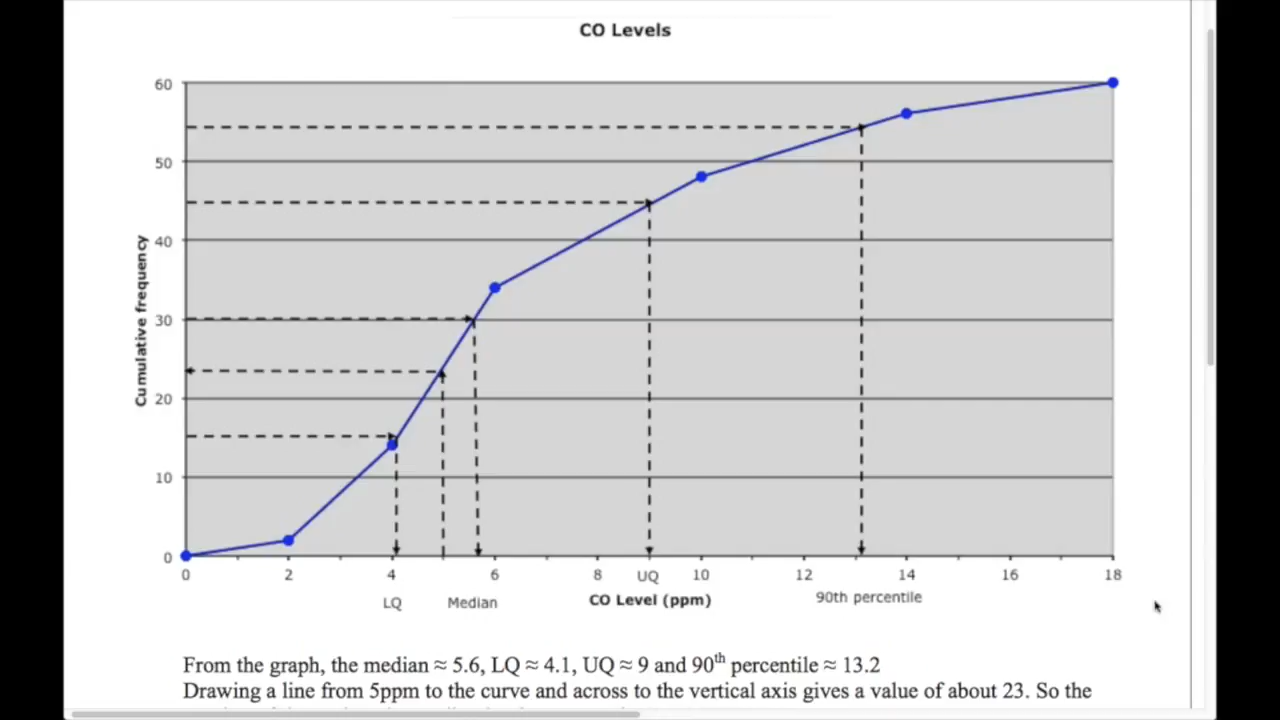 CO Levels
60
50
40
30
20
10
0
Cumulative frequency
0 2 4 6 8 UQ 10 12 14 16 18
LQ Median CO Level (ppm) 90th percentile
From the graph, the median ≈ 5.6, LQ ≈ 4.1, UQ ≈ 9 and 90th percentile ≈ 13.2
Drawing a line from 5ppm to the curve and across to the vertical axis gives a value of about 23. So the